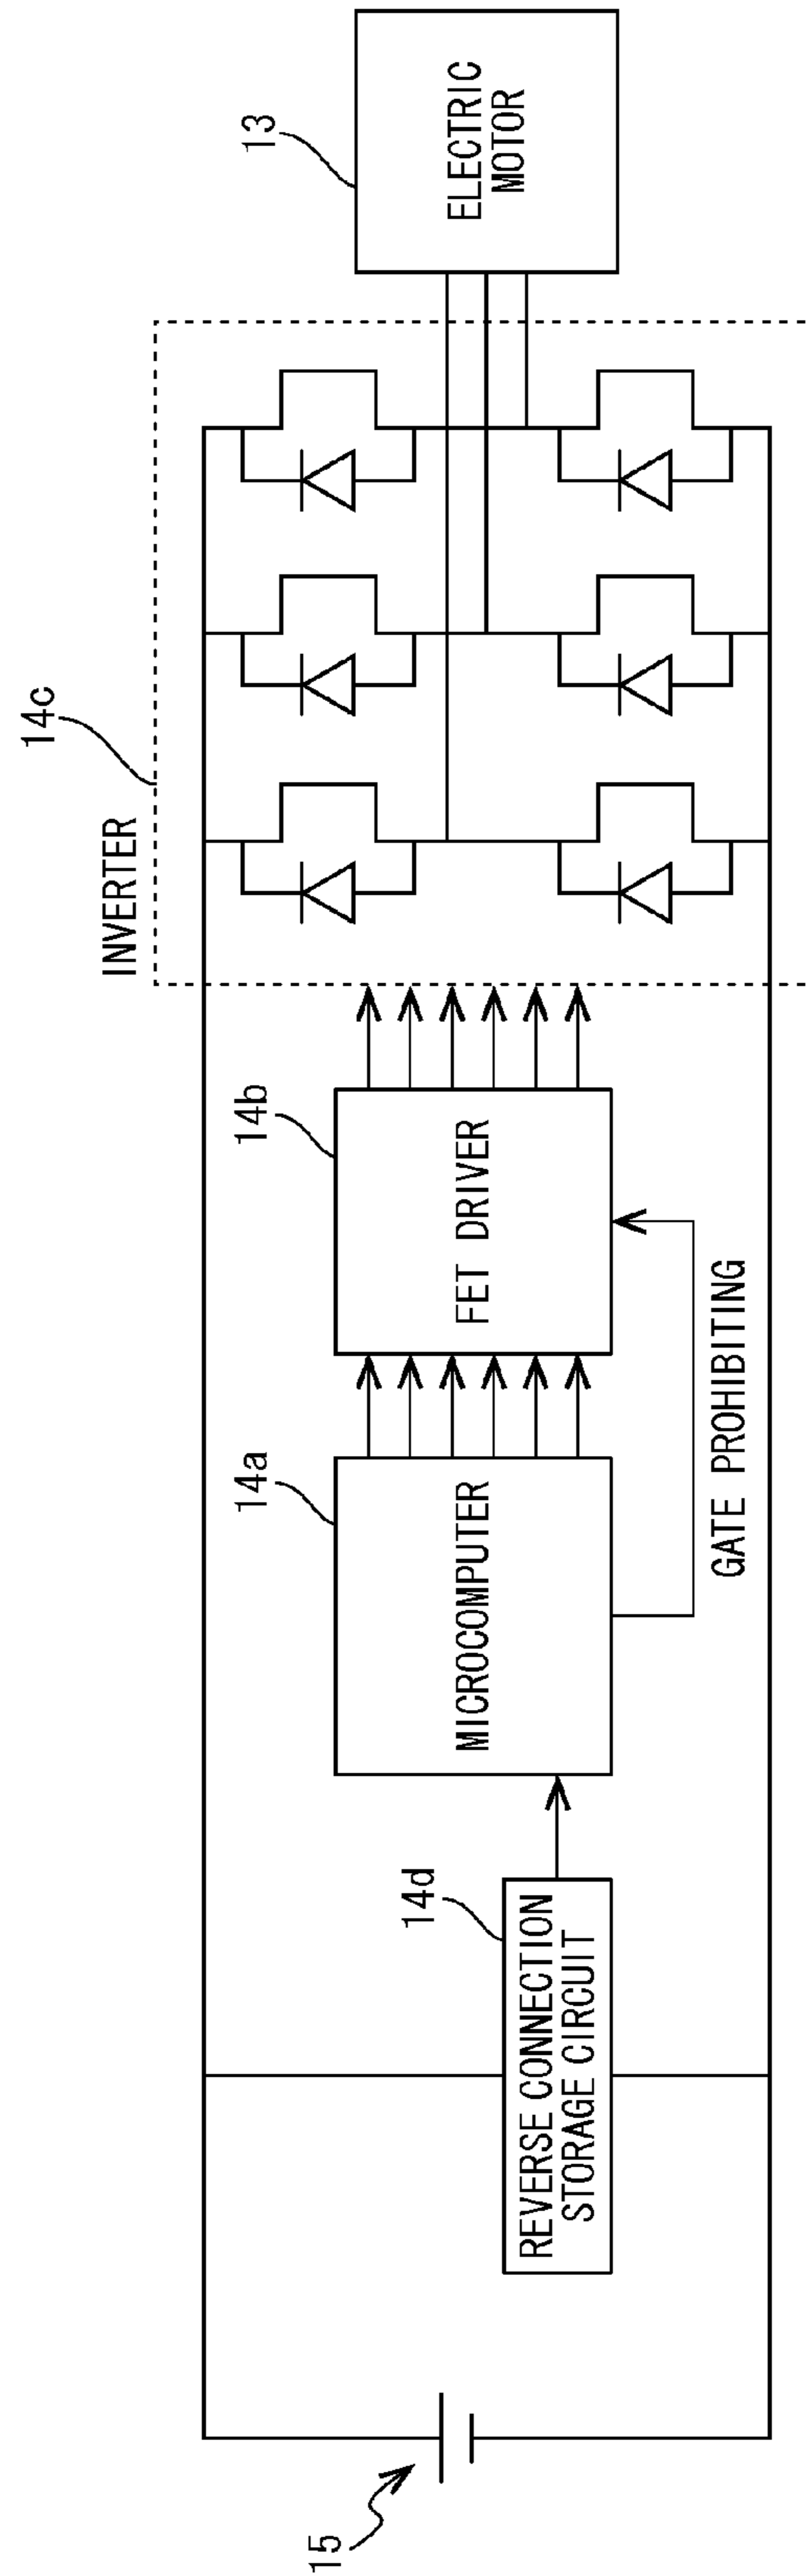 15
REVERSE CONNECTION
STORAGE CIRCUIT
14d
MICROCOMPUTER
14a
GATE PROHIBITING
FET DRIVER
14b
INVERTER
14c
ELECTRIC
MOTOR
13